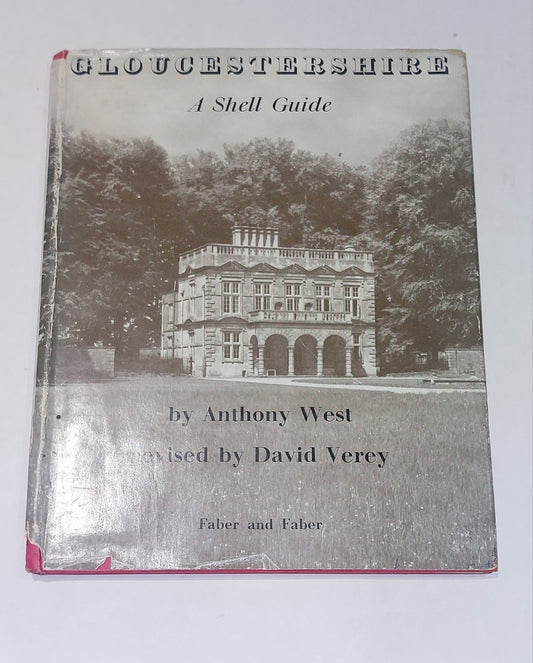 GLOUCESTERSHIRE
A Shell Guide
by Anthony West
revised by David Verey
Faber and Faber